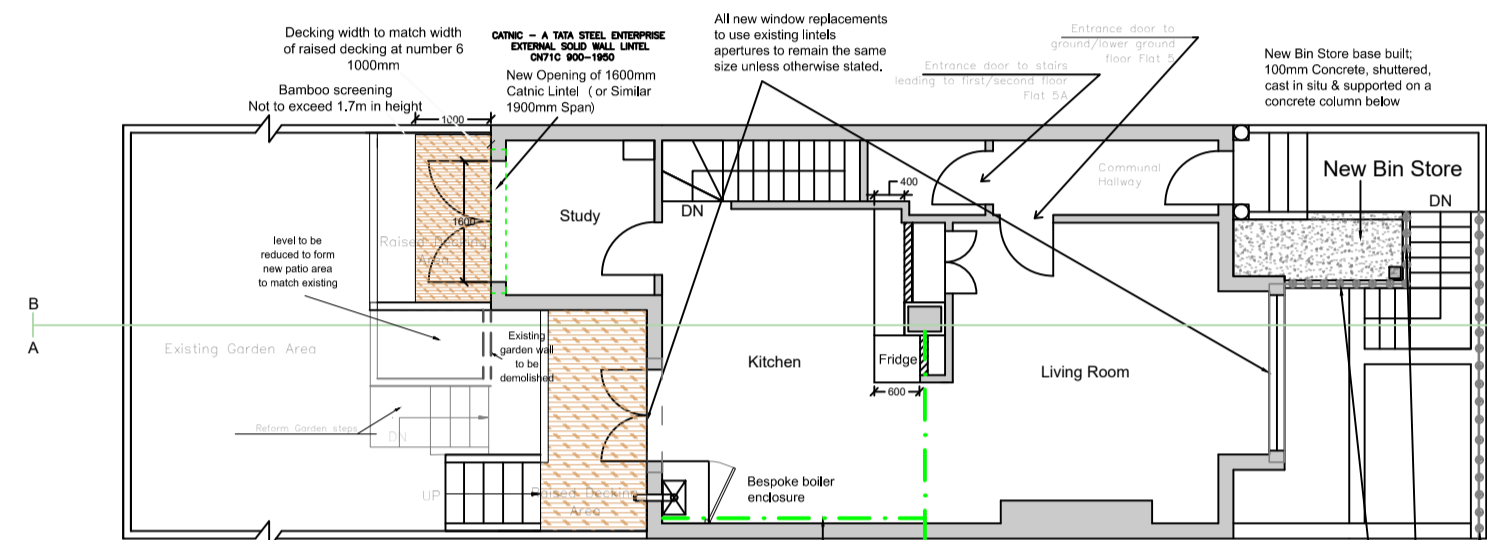 Decking width to match width
of raised decking at number 6
1000mm
Bamboo screening
Not to exceed 1.7m in height
1000
CATNIC – A TATA STEEL ENTERPRISE
EXTERNAL SOLID WALL LINTEL
CN71C 900–1950
New Opening of 1600mm
Catnic Lintel ( or Similar
1900mm Span)
All new window replacements
to use existing lintels
apertures to remain the same
size unless otherwise stated.
Entrance door to
ground/lower ground
floor Flat 5
Entrance door to stairs
leading to first/second floor
Flat 5A
New Bin Store base built;
100mm Concrete, shuttered,
cast in situ & supported on a
concrete column below
Communal
Hallway
New Bin Store
DN
400
DN
Study
1600
Raised Decking
Area
level to be
reduced to form
new patio area
to match existing
B
A
Existing Garden Area
Existing
garden wall
to be
demolished
Kitchen
Fridge
600
Living Room
Reform Garden steps
DN
UP
Raised Decking
Area
Bespoke boiler
enclosure